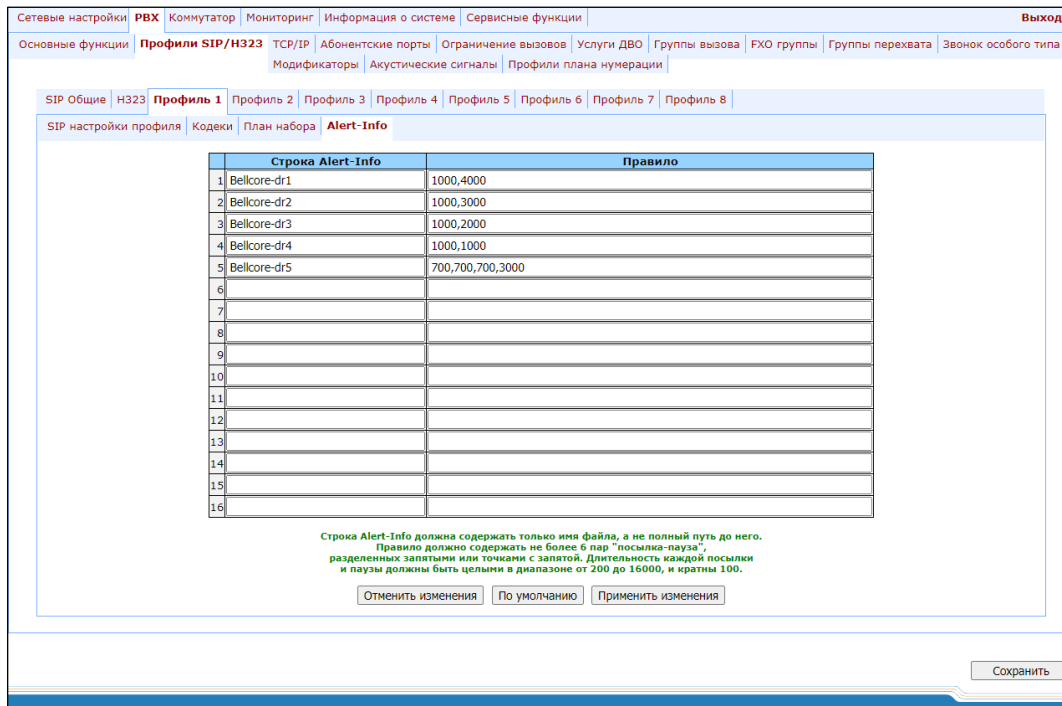 Сетевые настройки PBX Коммутатор Мониторинг Информация о системе Сервисные функции Выход
Основные функции Профили SIP/H323 TCP/IP Абонентские порты Ограничение вызовов Услуги ДВО Группы вызова FXO группы Группы перехвата Звонок особого типа
Модификаторы Акустические сигналы Профили плана нумерации
SIP Общие H323 Профиль 1 Профиль 2 Профиль 3 Профиль 4 Профиль 5 Профиль 6 Профиль 7 Профиль 8
SIP настройки профиля Кодеки План набора Alert-Info
Строка Alert-Info Правило
1 Bellcore-dr1 1000,4000
2 Bellcore-dr2 1000,3000
3 Bellcore-dr3 1000,2000
4 Bellcore-dr4 1000,1000
5 Bellcore-dr5 700,700,700,3000
6
7
8
9
10
11
12
13
14
15
16
Строка Alert-Info должна содержать только имя файла, а не полный путь до него.
Правило должно содержать не более 6 пар "посылка-пауза",
разделенных запятыми или точками с запятой. Длительность каждой посылки
и паузы должны быть целыми в диапазоне от 200 до 16000, и кратны 100.
Отменить изменения По умолчанию Применить изменения
Сохранить